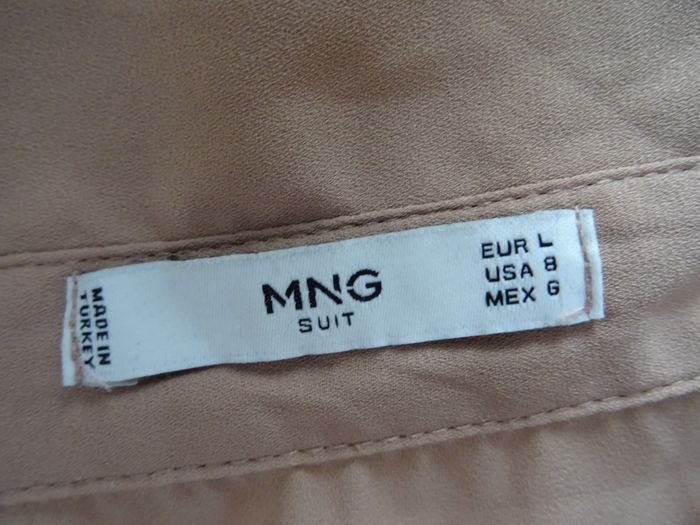 MADE IN
TURKEY
MNG
SUIT
EUR L
USA 8
MEX G